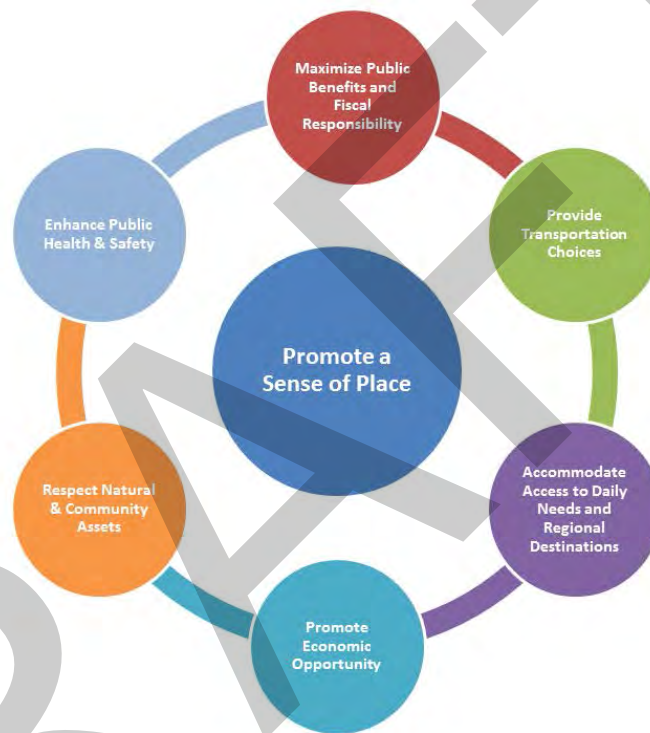 Maximize Public
Benefits and
Fiscal
Responsibility
Provide
Transportation
Choices
Accommodate
Access to Daily
Needs and
Regional
Destinations
Promote
Economic
Opportunity
Respect Natural
& Community
Assets
Enhance Public
Health & Safety
Promote a
Sense of Place